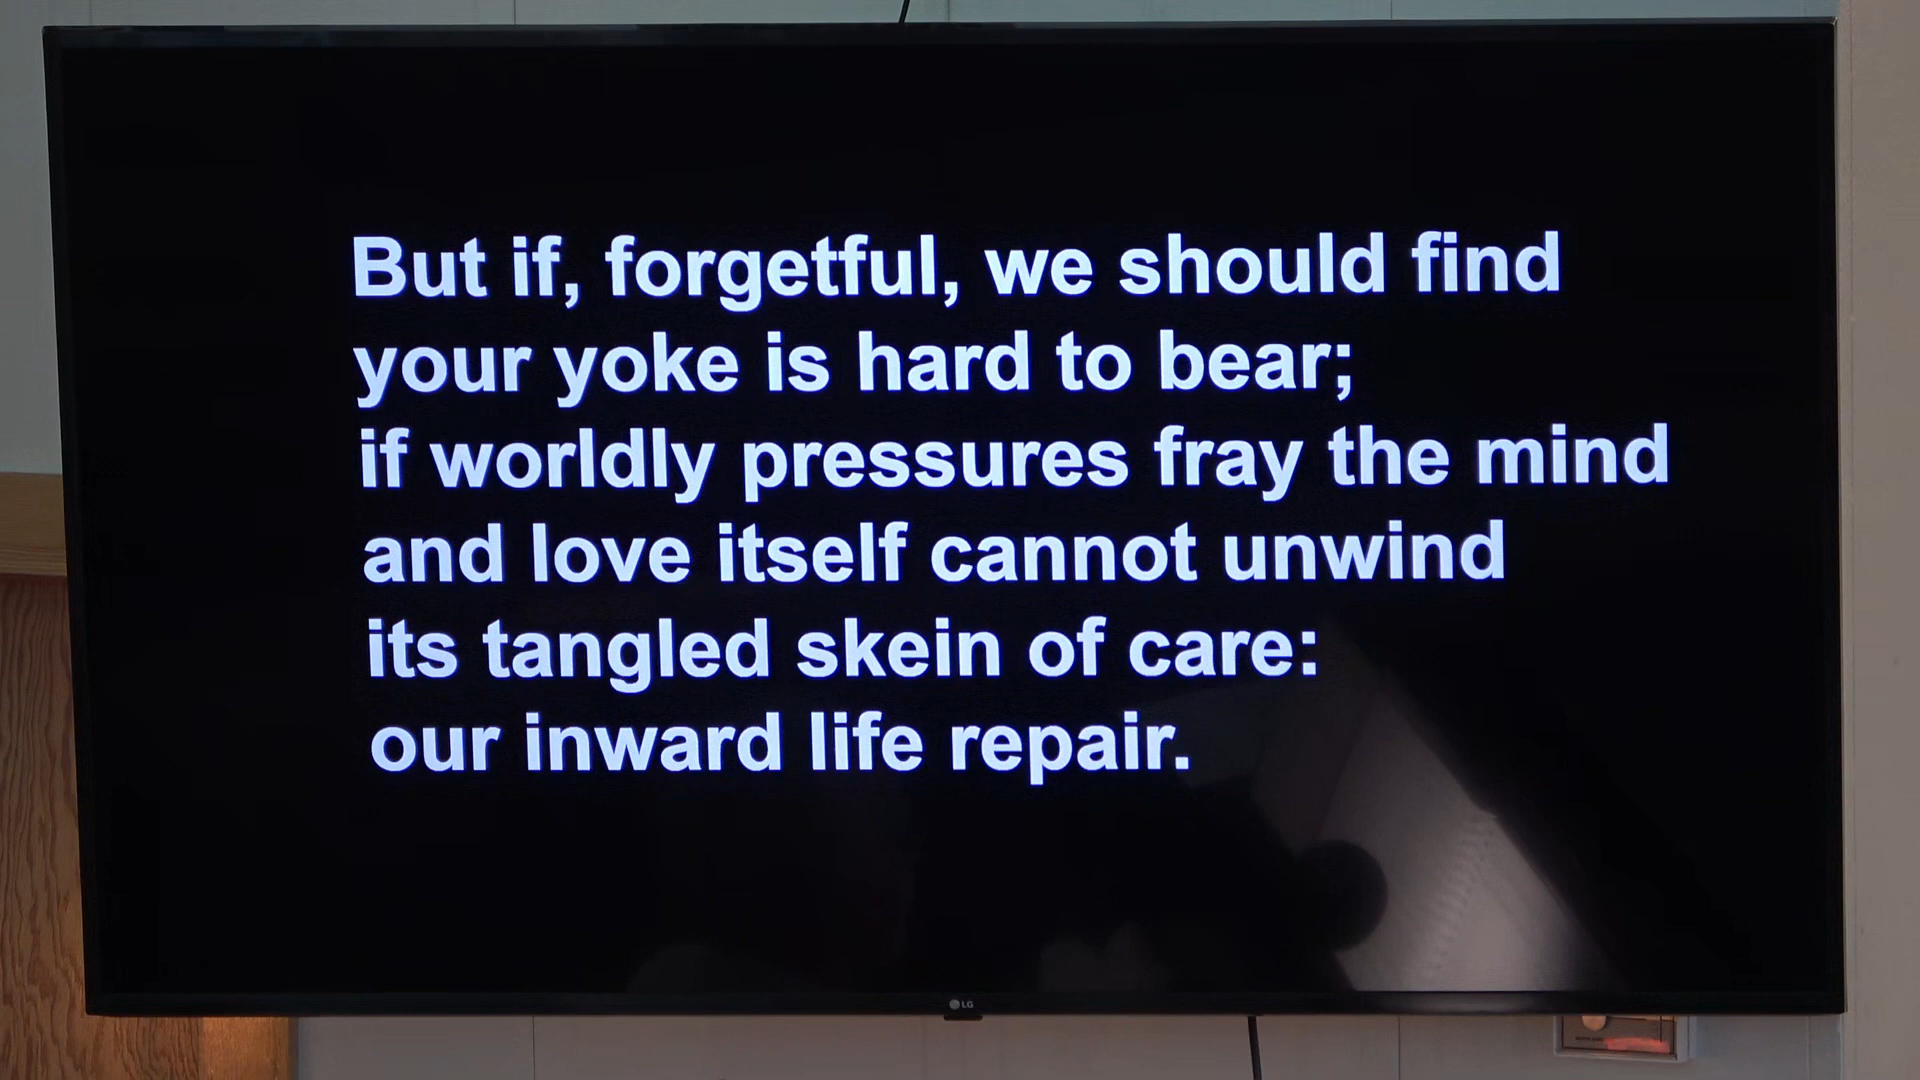 But if, forgetful, we should find
your yoke is hard to bear;
if worldly pressures fray the mind
and love itself cannot unwind
its tangled skein of care:
our inward life repair.
LG